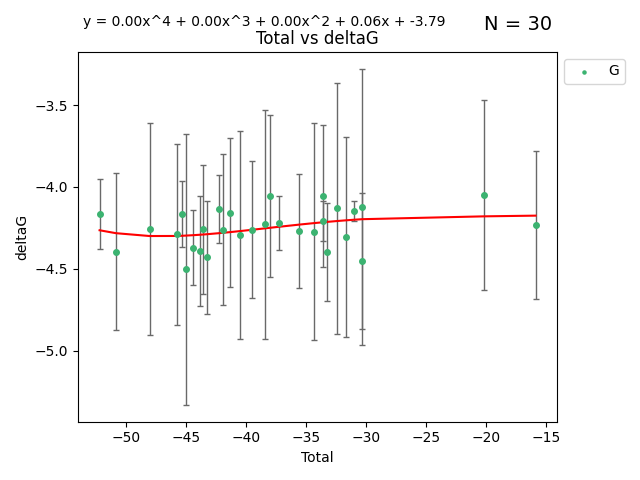 y = 0.00x^4 + 0.00x^3 + 0.00x^2 + 0.06x + -3.79
N = 30
Total vs deltaG
G
−3.5
−4.0
−4.5
−5.0
deltaG
−50
−45
−40
−35
−30
−25
−20
−15
Total